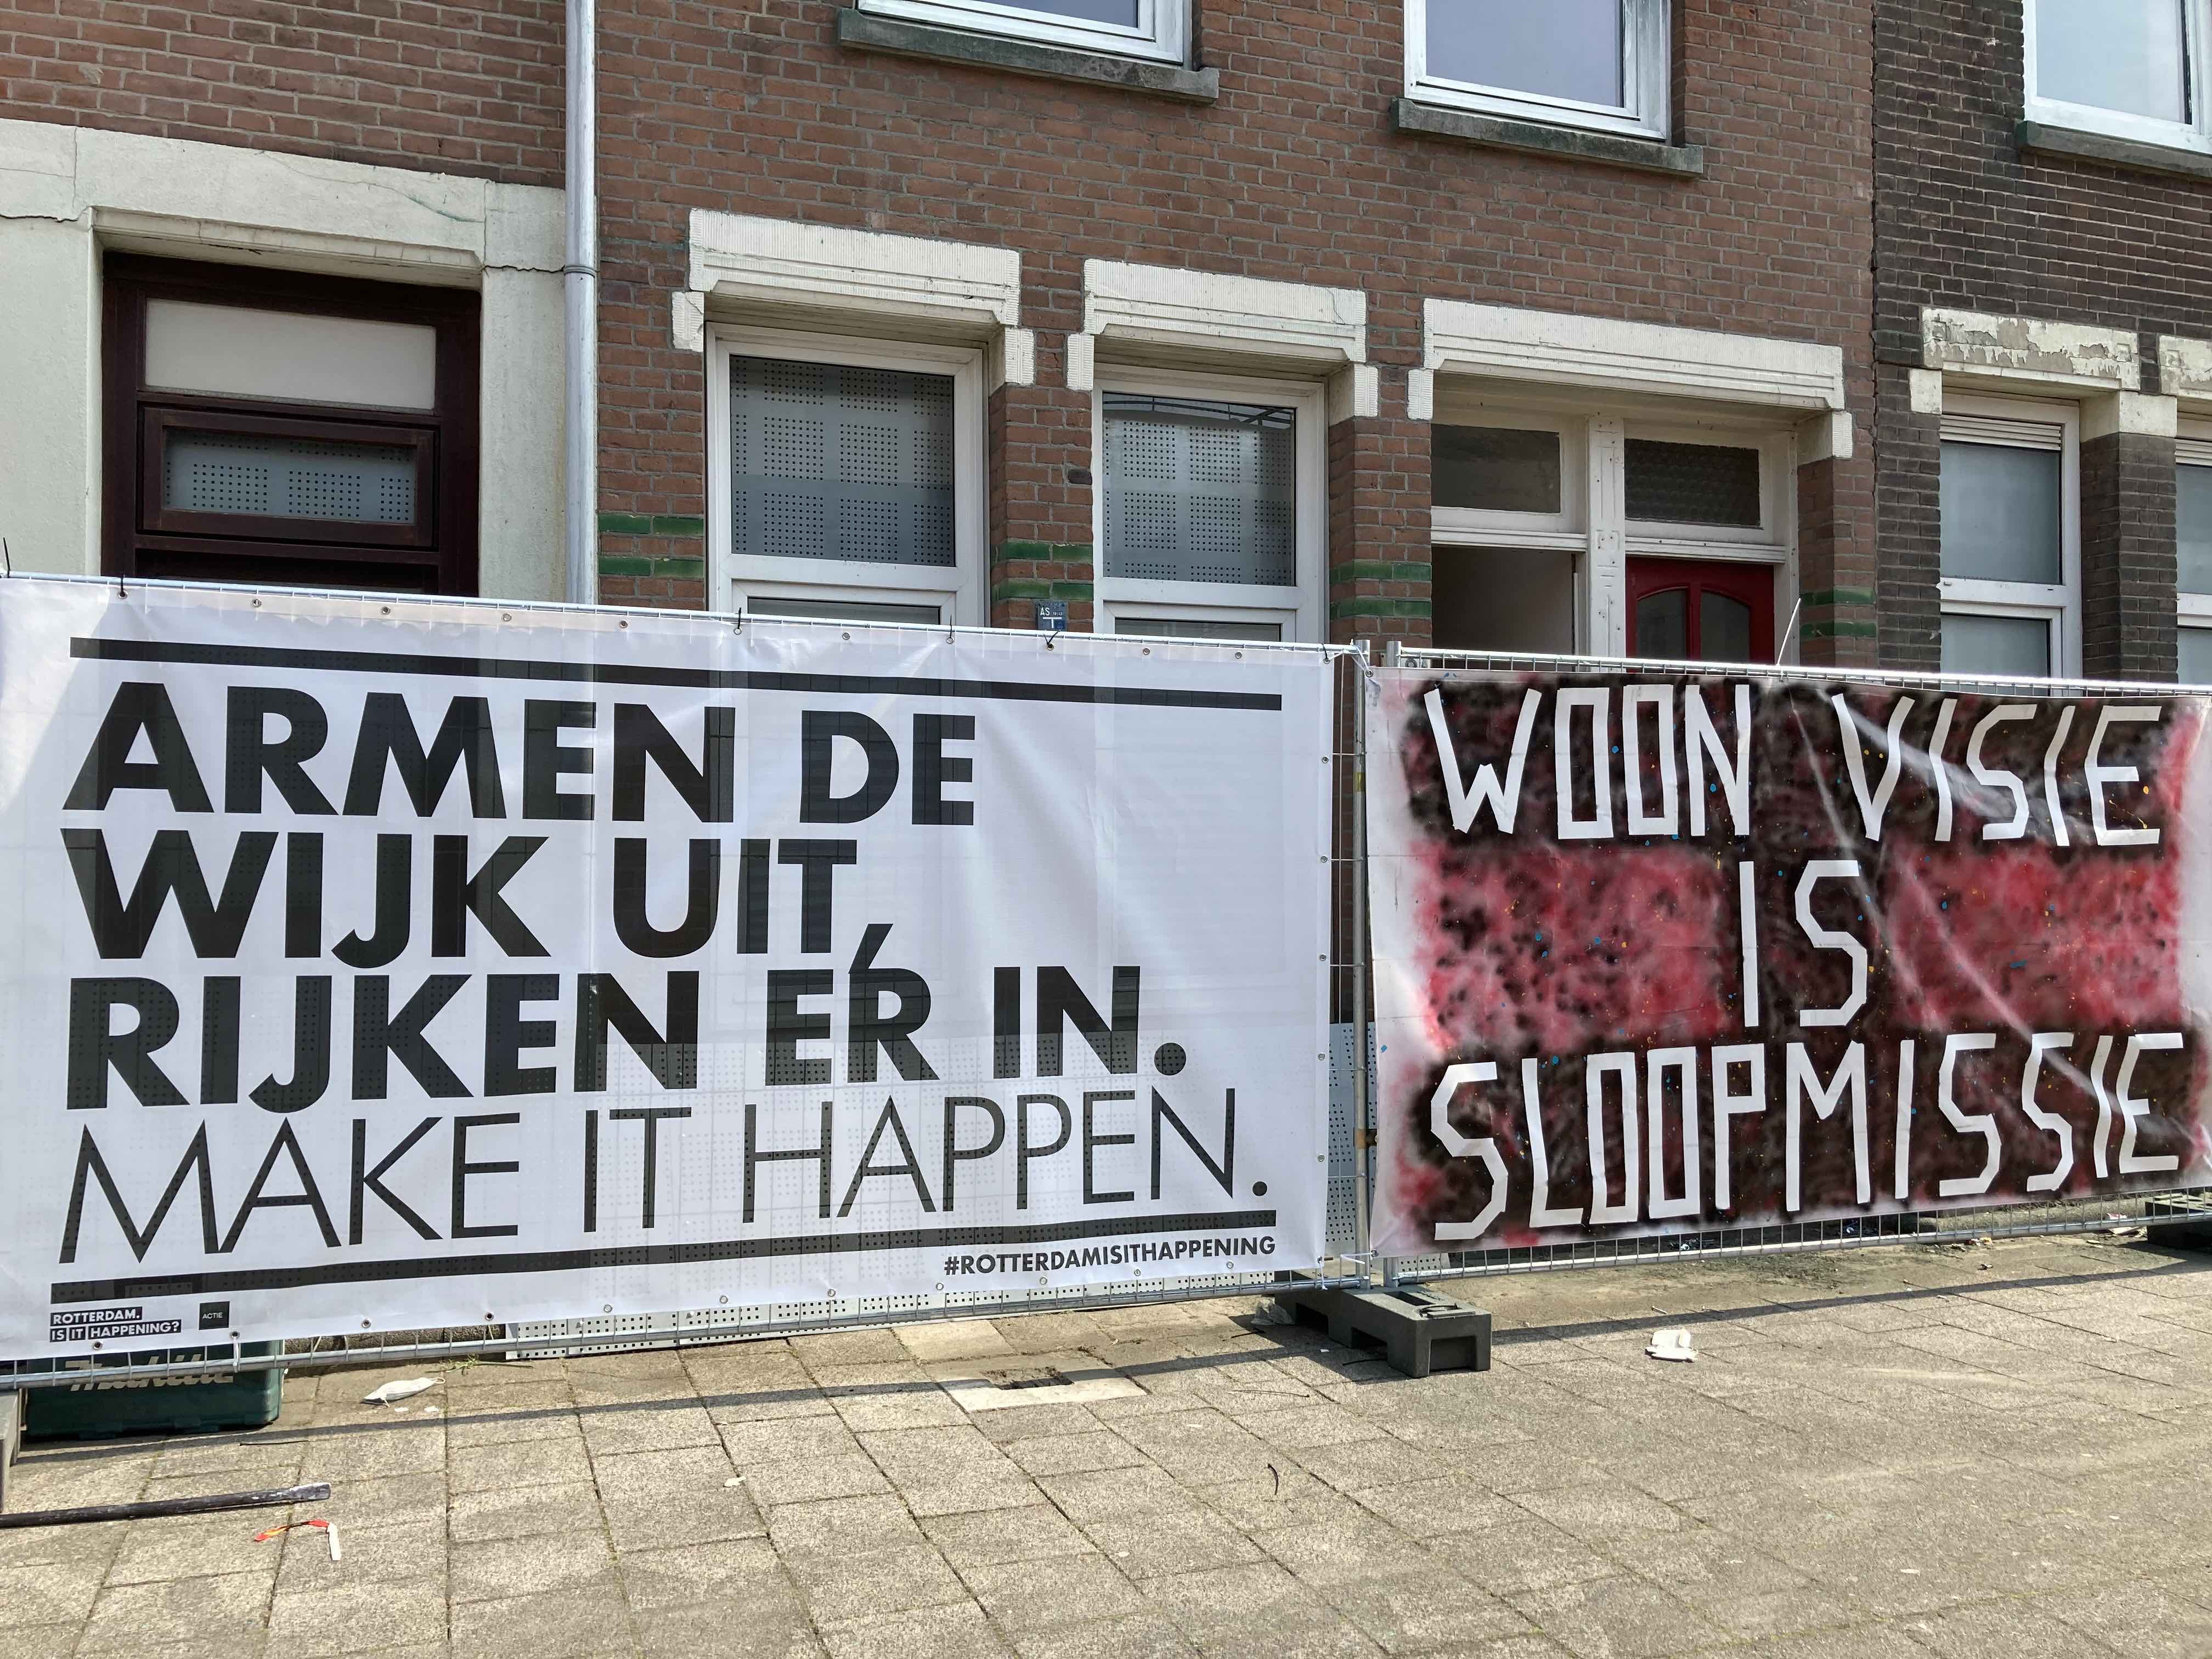 ARMEN DE
WIJK UIT,
RIJKEN ER IN.
MAKE IT HAPPEN.
#ROTTERDAMISITHAPPENING
ROTTERDAM.
IS IT HAPPENING?
ACTIE
WOON VISIE
IS
SLOOPMISSIE
AS